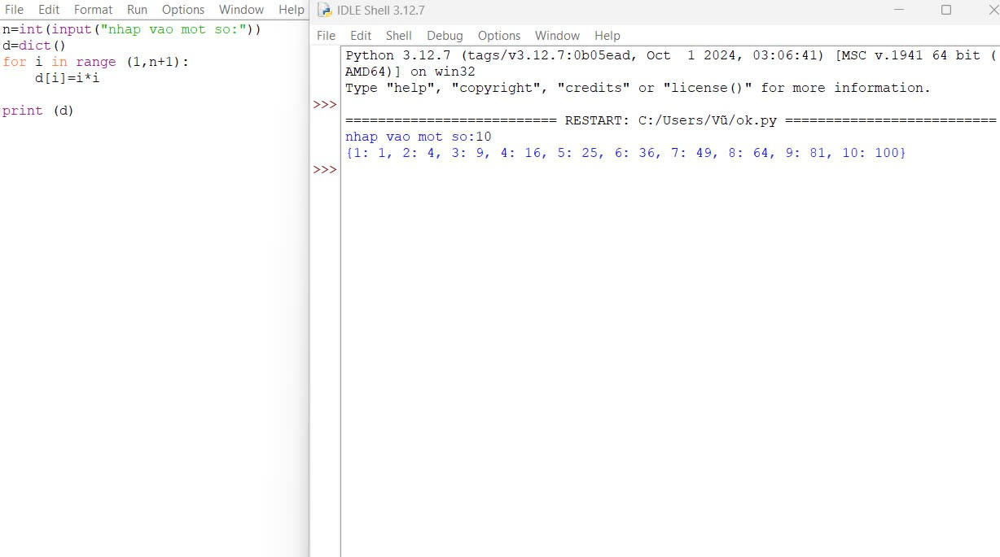 File Edit Format Run Options Window Help
n=int(input("nhap vao mot so:"))
d=dict()
for i in range (1,n+1):
    d[i]=i*i
print (d)
IDLE Shell 3.12.7
File Edit Shell Debug Options Window Help
Python 3.12.7 (tags/v3.12.7:0b05ead, Oct  1 2024, 03:06:41) [MSC v.1941 64 bit (
AMD64)] on win32
Type "help", "copyright", "credits" or "license()" for more information.
>>>
========================== RESTART: C:/Users/Vũ/ok.py ==========================
nhap vao mot so:10
{1: 1, 2: 4, 3: 9, 4: 16, 5: 25, 6: 36, 7: 49, 8: 64, 9: 81, 10: 100}
>>>